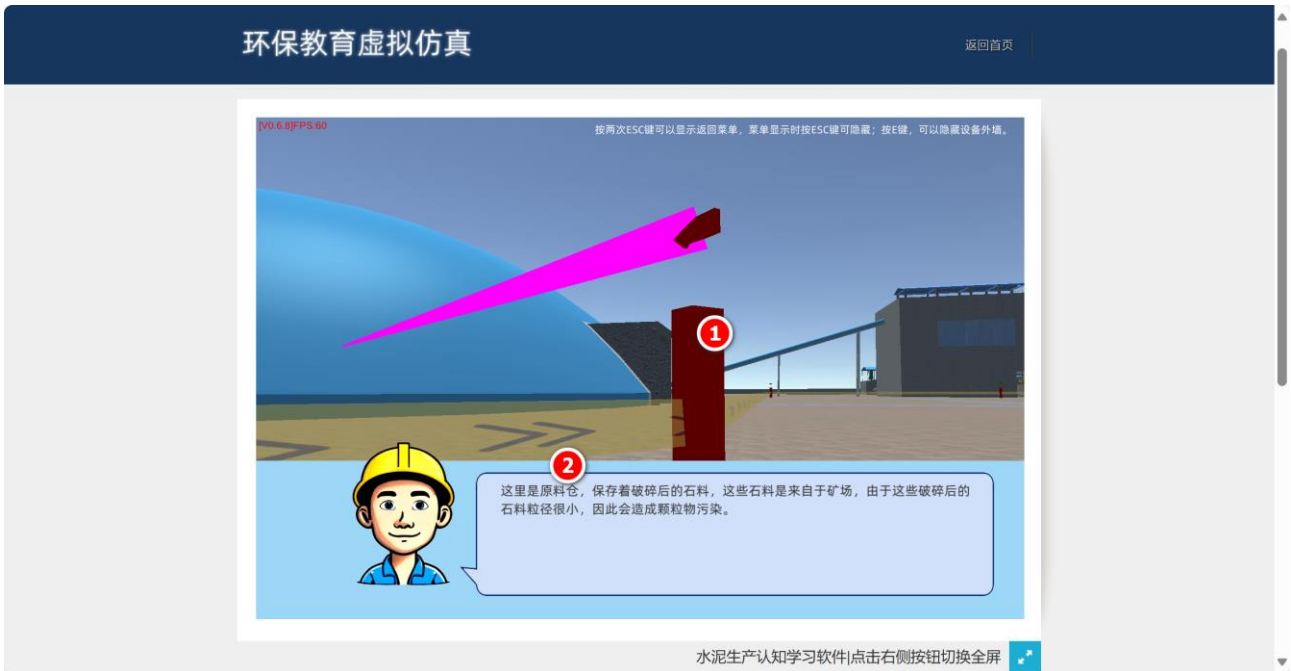 环保教育虚拟仿真
返回首页
[V0.6.8]FPS:60
按两次ESC键可以显示返回菜单，菜单显示时按ESC键可隐藏；按E键，可以隐藏设备外墙。
1
2
这里是原料仓，保存着破碎后的石料，这些石料是来自于矿场，由于这些破碎后的
石料粒径很小，因此会造成颗粒物污染。
水泥生产认知学习软件|点击右侧按钮切换全屏